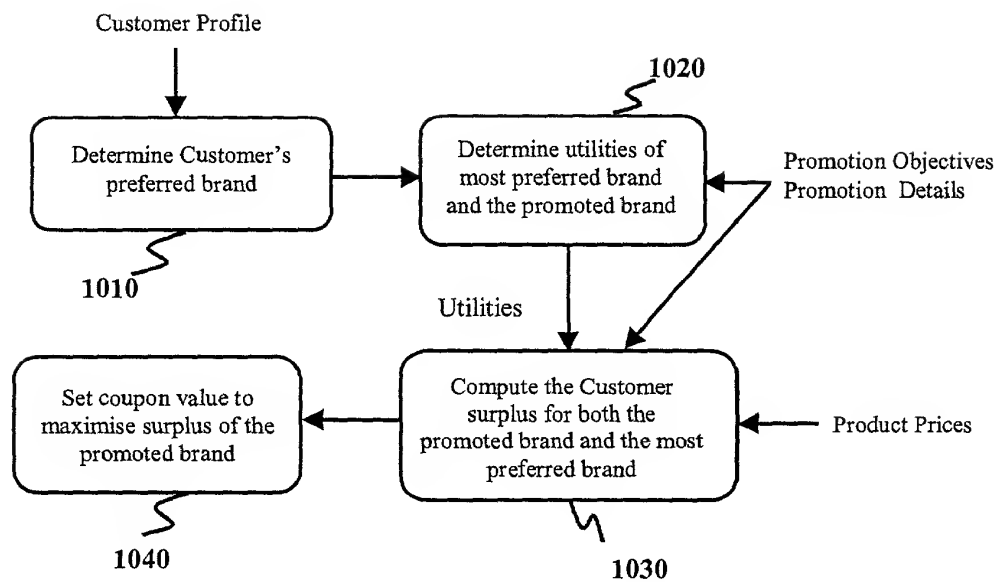 Customer Profile
1020
Determine Customer's
preferred brand
Determine utilities of
most preferred brand
and the promoted brand
Promotion Objectives
Promotion Details
1010
Utilities
Set coupon value to
maximise surplus of the
promoted brand
Compute the Customer
surplus for both the
promoted brand and the most
preferred brand
Product Prices
1040
1030